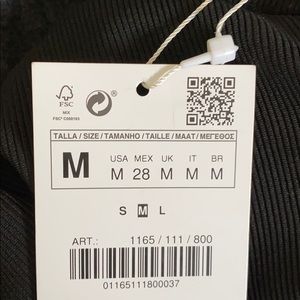 FSC
MIX
FSC® C080193
TALLA / SIZE / TAMANHO / TAILLE / MAAT / ΜΕΓΕΘΟΣ
M
USA MEX UK IT BR
M 28 M M M
S M L
ART.: 1165 / 111 / 800
01165111800037